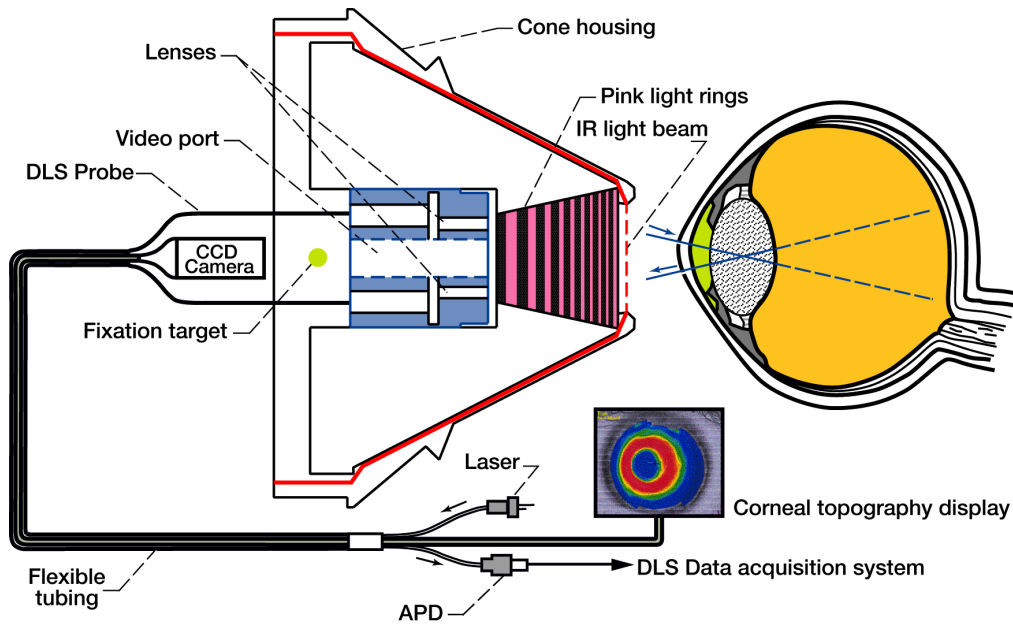 Cone housing
Lenses
Pink light rings
IR light beam
Video port
DLS Probe
CCD
Camera
Fixation target
Laser
Corneal topography display
Flexible
tubing
APD
DLS Data acquisition system